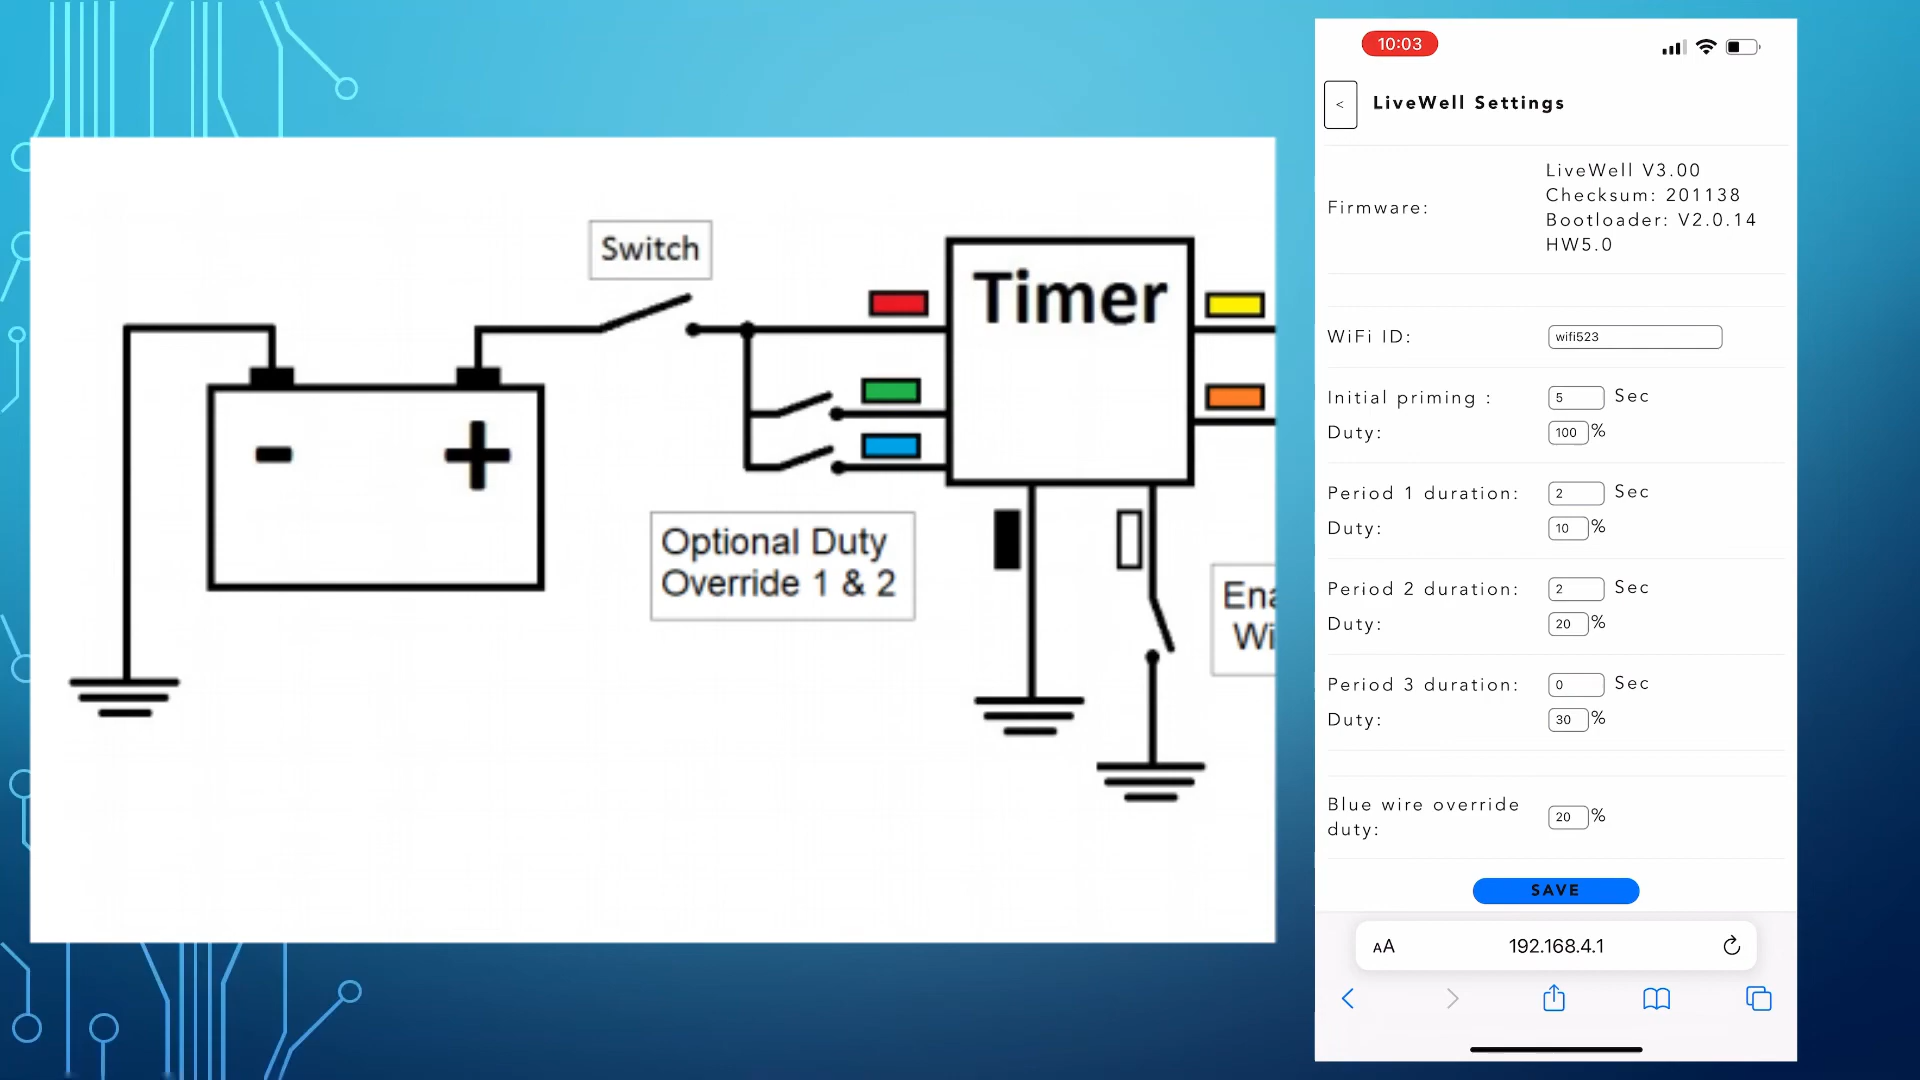 Switch
Timer
-
+
Optional Duty
Override 1 & 2
Ena
Wi
10:03
< LiveWell Settings
Firmware:
LiveWell V3.00
Checksum: 201138
Bootloader: V2.0.14
HW5.0
WiFi ID: wifi523
Initial priming : 5 Sec
Duty: 100 %
Period 1 duration: 2 Sec
Duty: 10 %
Period 2 duration: 2 Sec
Duty: 20 %
Period 3 duration: 0 Sec
Duty: 30 %
Blue wire override
duty: 20 %
SAVE
AA 192.168.4.1